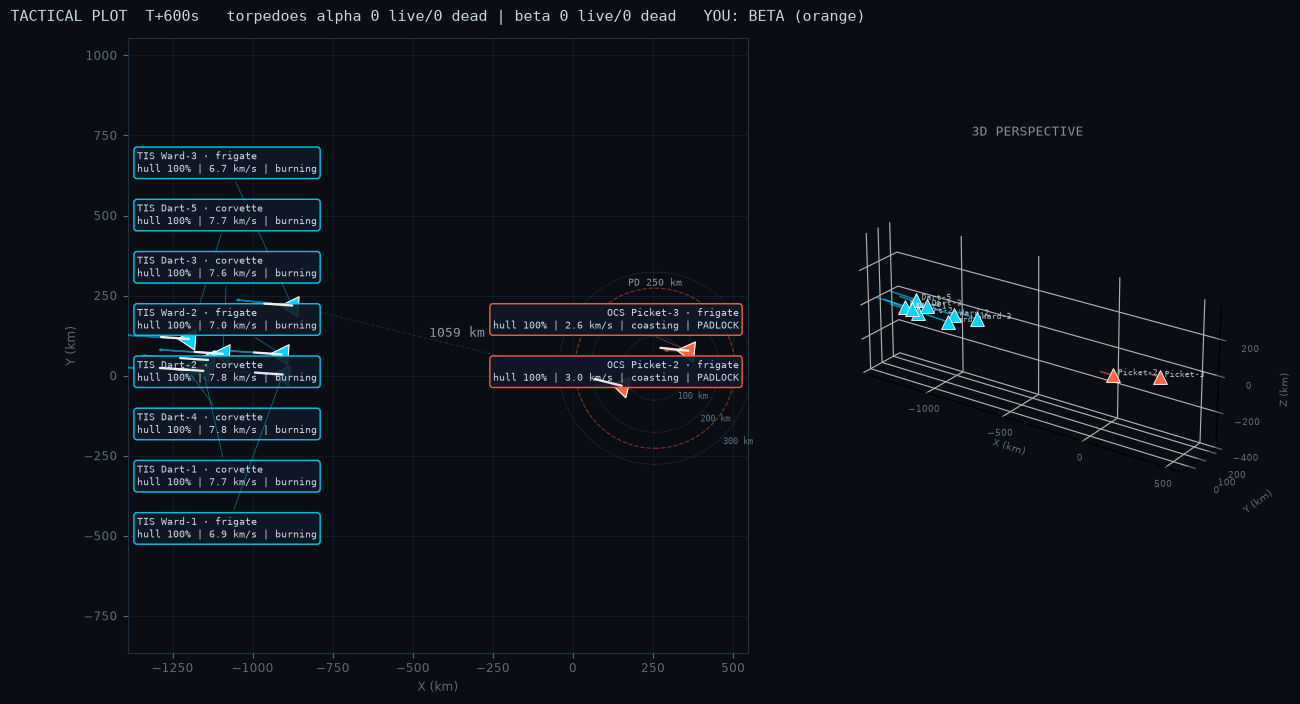 TACTICAL PLOT  T+600s   torpedoes alpha 0 live/0 dead | beta 0 live/0 dead   YOU: BETA (orange)
3D PERSPECTIVE
1000
750
500
250
0
−250
−500
−750
Y (km)
−1250
−1000
−750
−500
−250
0
250
500
X (km)
TIS Ward-3 · frigate
hull 100% | 6.7 km/s | burning
TIS Dart-5 · corvette
hull 100% | 7.7 km/s | burning
TIS Dart-3 · corvette
hull 100% | 7.6 km/s | burning
TIS Ward-2 · frigate
hull 100% | 7.0 km/s | burning
TIS Dart-2 · corvette
hull 100% | 7.8 km/s | burning
TIS Dart-4 · corvette
hull 100% | 7.8 km/s | burning
TIS Dart-1 · corvette
hull 100% | 7.7 km/s | burning
TIS Ward-1 · frigate
hull 100% | 6.9 km/s | burning
1059 km
PD 250 km
OCS Picket-3 · frigate
hull 100% | 2.6 km/s | coasting | PADLOCK
OCS Picket-2 · frigate
hull 100% | 3.0 km/s | coasting | PADLOCK
100 km
200 km
300 km
Dart-5
Ward-3
Picket-2
Picket-3
−1000
−500
0
500
X (km)
0
100
200
Y (km)
200
0
−200
−400
Z (km)